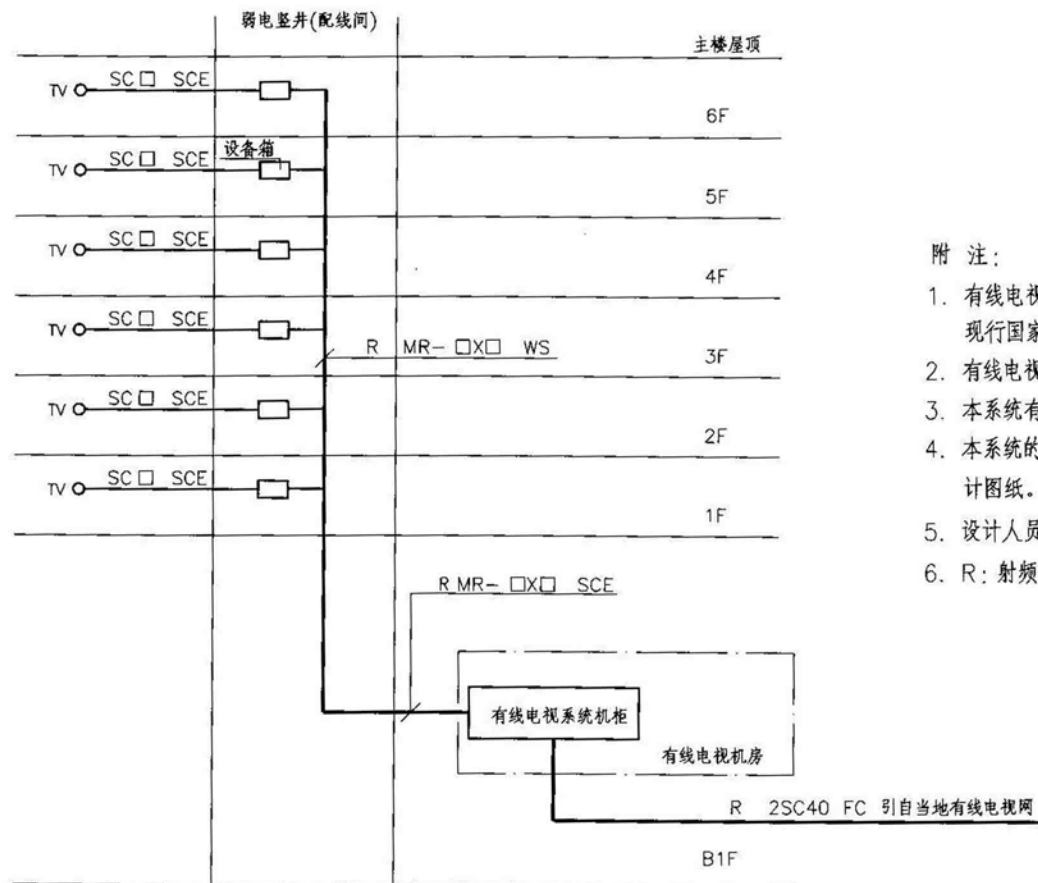 弱电竖井(配线间)
主楼屋顶
TV SC□ SCE
6F
设备箱
TV SC□ SCE
5F
TV SC□ SCE
4F
TV SC□ SCE
R MR- □X□ WS
3F
TV SC□ SCE
2F
TV SC□ SCE
1F
R MR- □X□ SCE
有线电视系统机柜
有线电视机房
R 2SC40 FC 引自当地有线电视网
B1F
附 注:
1. 有线电视
现行国家
2. 有线电视
3. 本系统有
4. 本系统的
计图纸。
5. 设计人员
6. R: 射频